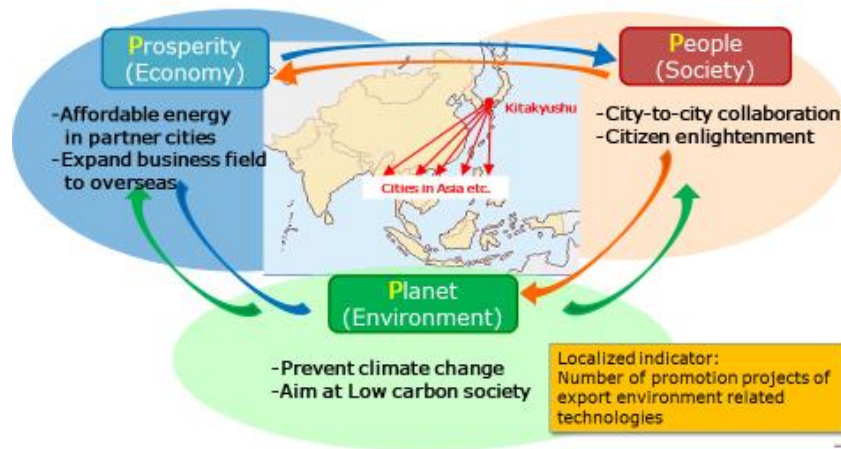 Prosperity
(Economy)
-Affordable energy
in partner cities
-Expand business field
to overseas
People
(Society)
-City-to-city collaboration
-Citizen enlightenment
Kitakyushu
Cities in Asia etc.
Planet
(Environment)
-Prevent climate change
-Aim at Low carbon society
Localized indicator:
Number of promotion projects of
export environment related
technologies